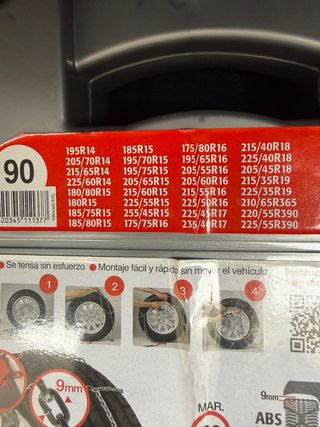 90
20345 11137
195R14
205/70R14
215/65R14
225/60R14
180/80R15
180R15
185/75R15
185/80R15
185R15
195/70R15
195/75R15
205/65R15
215/60R15
225/55R15
255/45R15
175/75R16
175/80R16
195/65R16
205/55R16
205/60R16
215/50R16
225/50R16
225/45R17
235/40R17
215/40R18
225/40R18
205/45R18
215/35R19
225/35R19
210/65R365
220/55R390
225/55R390
Se tensa sin esfuerzo
Montaje fácil y rápido sin mover el vehículo
1
2
3
4
9mm
MAR.
9mm
ABS